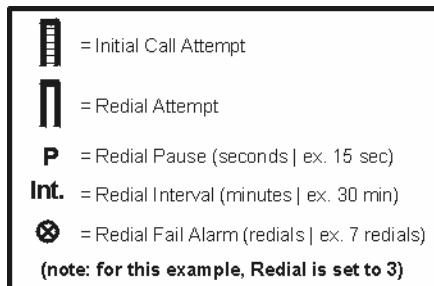 = Initial Call Attempt
= Redial Attempt
P = Redial Pause (seconds | ex. 15 sec)
Int. = Redial Interval (minutes | ex. 30 min)
= Redial Fail Alarm (redials | ex. 7 redials)
(note: for this example, Redial is set to 3)